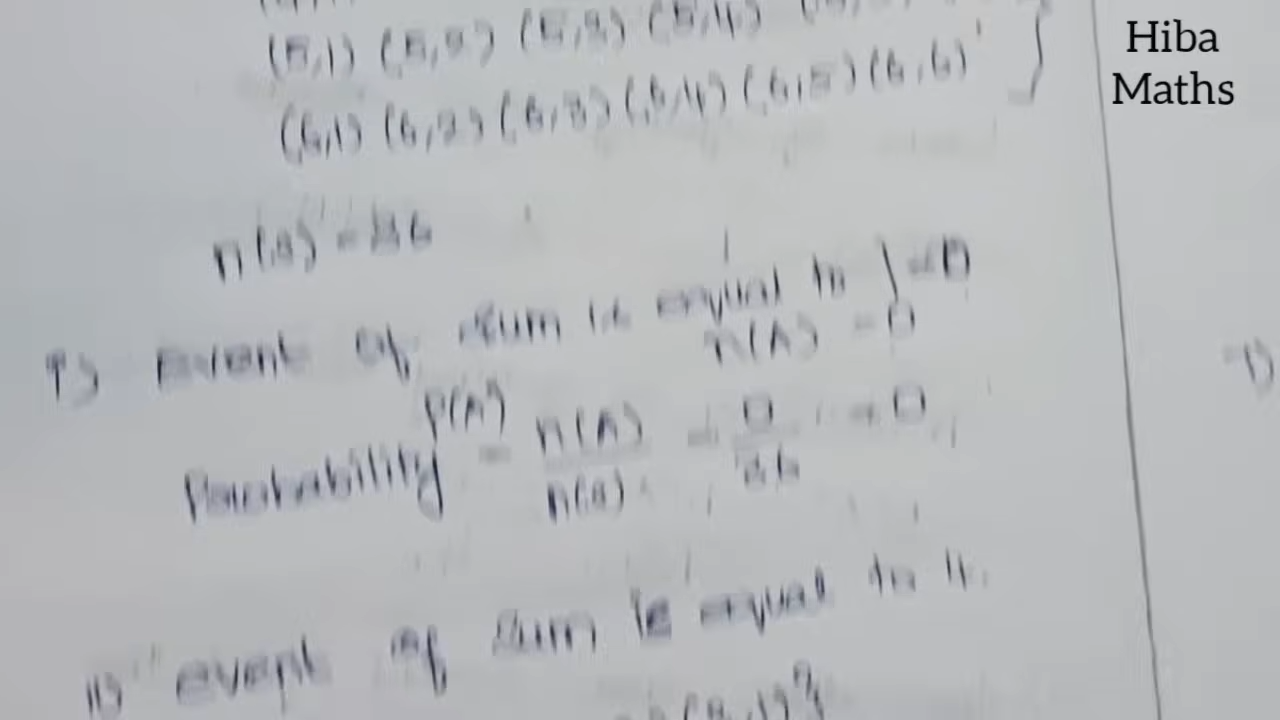 (5,1) (5,2) (5,3) (5,4)
(6,1) (6,2) (6,3) (6,4) (6,5) (6,6) }
n(s) = 36
i) event of sum is equal to 1 = 0
n(A) = 0
Probability P(A) = n(A)/n(s) = 0/36 = 0
ii) event of sum is equal to 4.
(3,1)}
Hiba
Maths